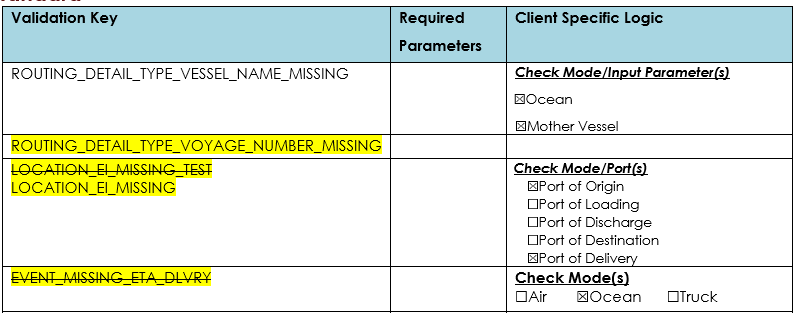 Validation Key
Required Parameters
Client Specific Logic
ROUTING_DETAIL_TYPE_VESSEL_NAME_MISSING
Check Mode/Input Parameter(s)
☒Ocean
☒Mother Vessel
ROUTING_DETAIL_TYPE_VOYAGE_NUMBER_MISSING
LOCATION_EI_MISSING_TEST
LOCATION_EI_MISSING
Check Mode/Port(s)
☒Port of Origin
☐Port of Loading
☐Port of Discharge
☐Port of Destination
☒Port of Delivery
EVENT_MISSING_ETA_DLVRY
Check Mode(s)
☐Air ☒Ocean ☐Truck